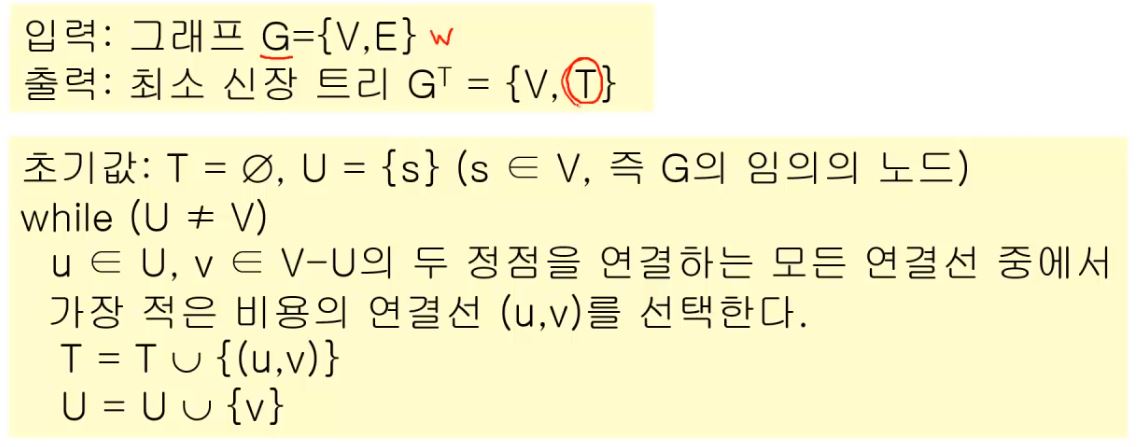 입력: 그래프 G={V,E} w
출력: 최소 신장 트리 Gᵀ = {V,T}
초기값: T = ∅, U = {s} (s ∈ V, 즉 G의 임의의 노드)
while (U ≠ V)
u ∈ U, v ∈ V-U의 두 정점을 연결하는 모든 연결선 중에서
가장 적은 비용의 연결선 (u,v)를 선택한다.
T = T ∪ {(u,v)}
U = U ∪ {v}